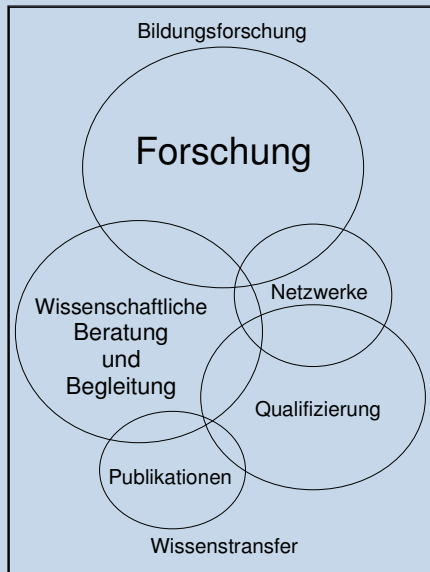 Bildungsforschung
Forschung
Netzwerke
Wissenschaftliche
Beratung
und
Begleitung
Qualifizierung
Publikationen
Wissenstransfer